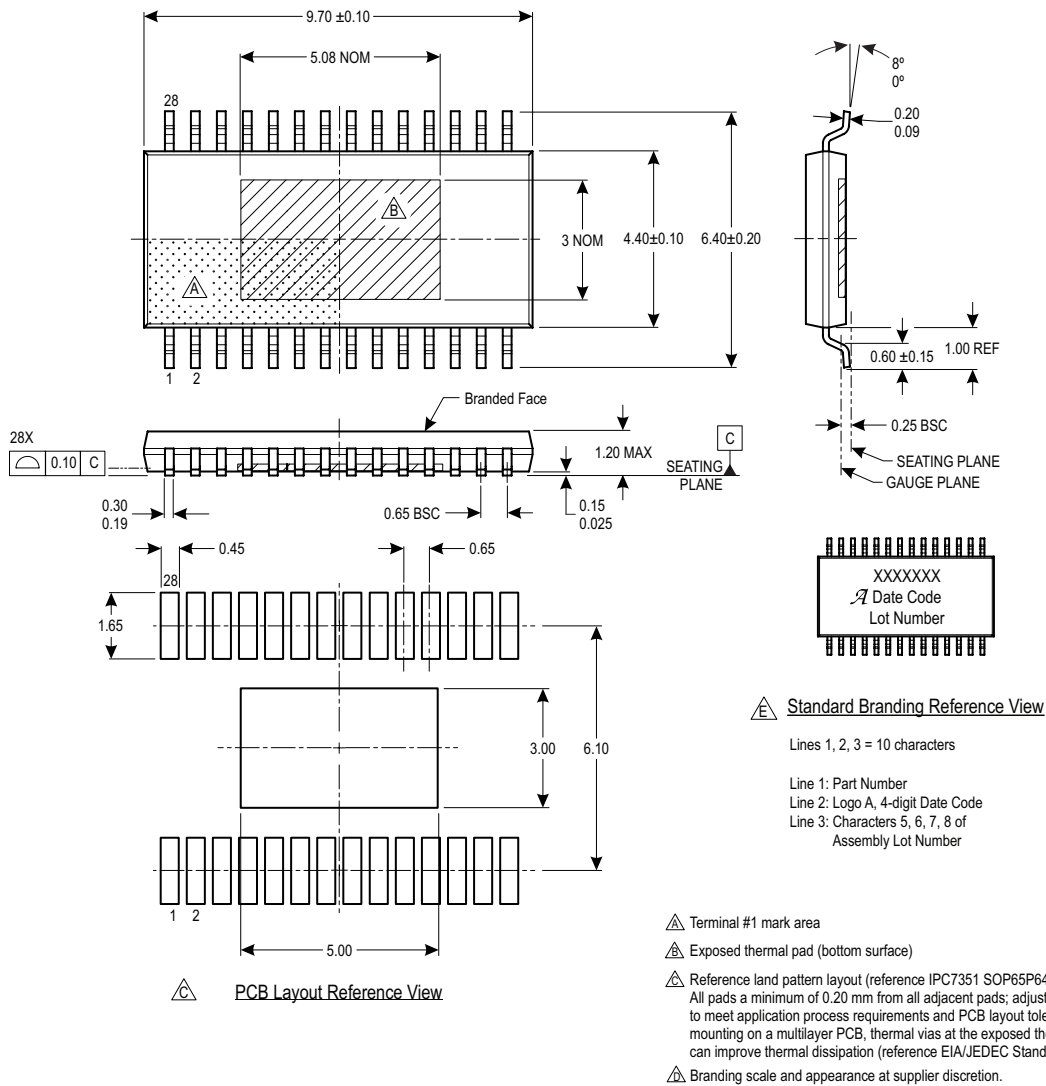 9.70 ±0.10
5.08 NOM
8º
0º
28
0.20
0.09
B
3 NOM
4.40±0.10
6.40±0.20
A
1.00 REF
0.60 ±0.15
1 2
Branded Face
0.25 BSC
28X
0.10 C
1.20 MAX
C
SEATING
PLANE
SEATING PLANE
GAUGE PLANE
0.30
0.19
0.65 BSC
0.15
0.025
0.45
0.65
28
XXXXXXX
A Date Code
Lot Number
1.65
E Standard Branding Reference View
3.00
6.10
Lines 1, 2, 3 = 10 characters
Line 1: Part Number
Line 2: Logo A, 4-digit Date Code
Line 3: Characters 5, 6, 7, 8 of
Assembly Lot Number
1 2
5.00
C PCB Layout Reference View
A Terminal #1 mark area
B Exposed thermal pad (bottom surface)
C Reference land pattern layout (reference IPC7351 SOP65P64
All pads a minimum of 0.20 mm from all adjacent pads; adjust
to meet application process requirements and PCB layout tole
mounting on a multilayer PCB, thermal vias at the exposed the
can improve thermal dissipation (reference EIA/JEDEC Stand
D Branding scale and appearance at supplier discretion.